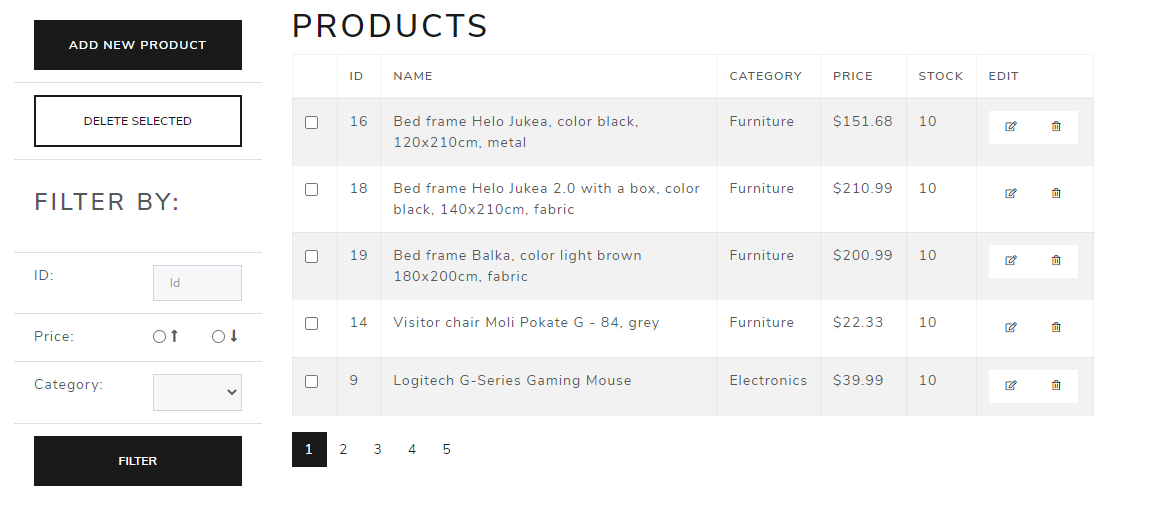 ADD NEW PRODUCT
DELETE SELECTED
FILTER BY:
ID:
Id
Price:
Category:
FILTER
PRODUCTS
ID NAME CATEGORY PRICE STOCK EDIT
16 Bed frame Helo Jukea, color black, Furniture $151.68 10
120x210cm, metal
18 Bed frame Helo Jukea 2.0 with a box, color Furniture $210.99 10
black, 140x210cm, fabric
19 Bed frame Balka, color light brown Furniture $200.99 10
180x200cm, fabric
14 Visitor chair Moli Pokate G - 84, grey Furniture $22.33 10
9 Logitech G-Series Gaming Mouse Electronics $39.99 10
1 2 3 4 5